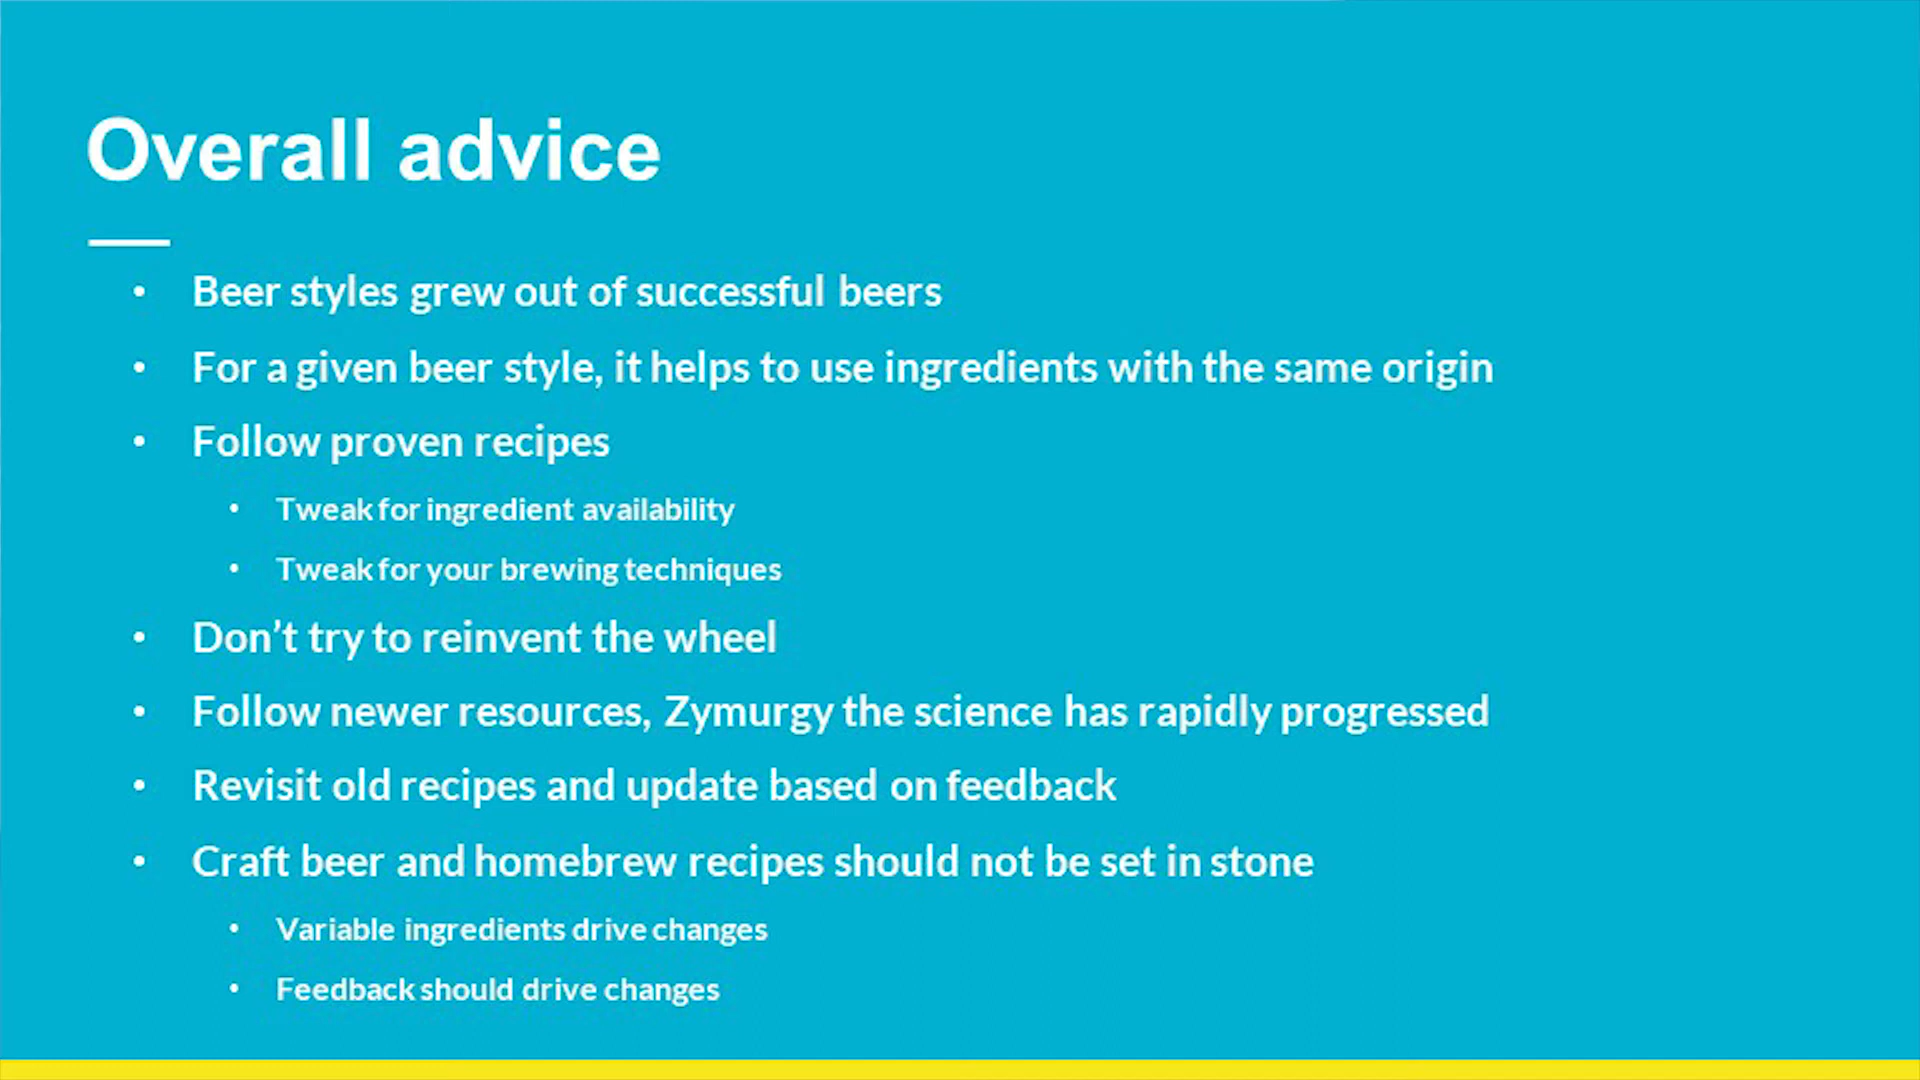 Overall advice
• Beer styles grew out of successful beers
• For a given beer style, it helps to use ingredients with the same origin
• Follow proven recipes
• Tweak for ingredient availability
• Tweak for your brewing techniques
• Don’t try to reinvent the wheel
• Follow newer resources, Zymurgy the science has rapidly progressed
• Revisit old recipes and update based on feedback
• Craft beer and homebrew recipes should not be set in stone
• Variable ingredients drive changes
• Feedback should drive changes